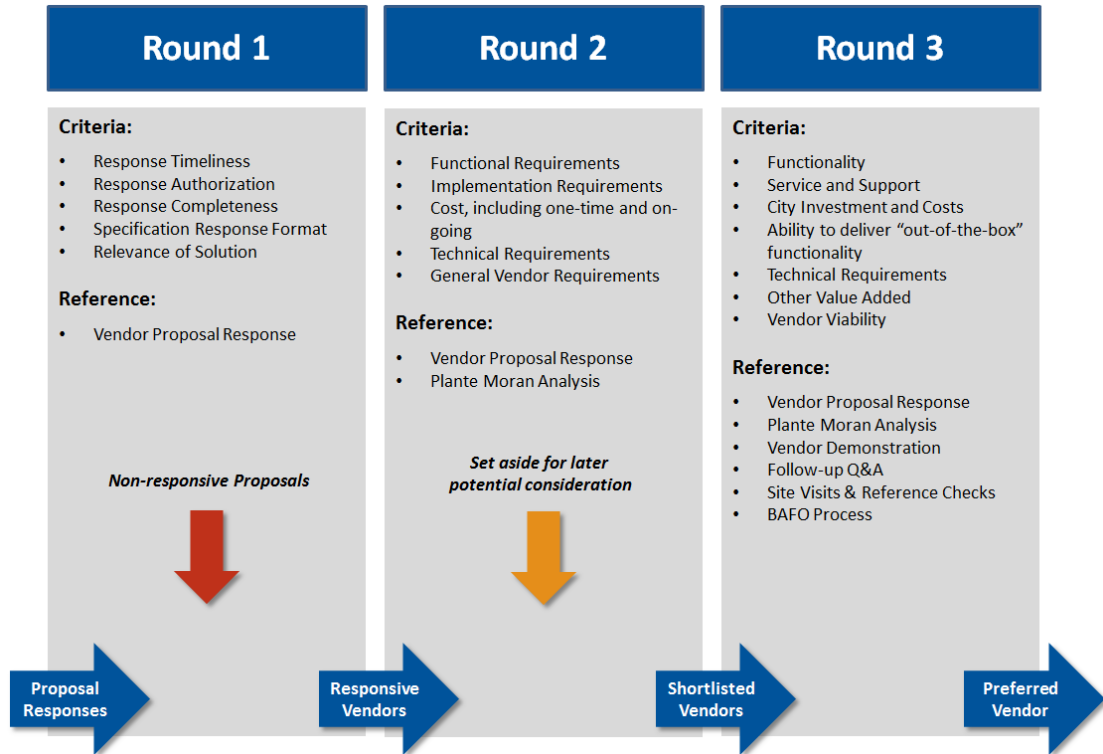 Round 1
Criteria:
• Response Timeliness
• Response Authorization
• Response Completeness
• Specification Response Format
• Relevance of Solution
Reference:
• Vendor Proposal Response
Non-responsive Proposals
Round 2
Criteria:
• Functional Requirements
• Implementation Requirements
• Cost, including one-time and on-
going
• Technical Requirements
• General Vendor Requirements
Reference:
• Vendor Proposal Response
• Plante Moran Analysis
Set aside for later
potential consideration
Round 3
Criteria:
• Functionality
• Service and Support
• City Investment and Costs
• Ability to deliver “out-of-the-box”
functionality
• Technical Requirements
• Other Value Added
• Vendor Viability
Reference:
• Vendor Proposal Response
• Plante Moran Analysis
• Vendor Demonstration
• Follow-up Q&A
• Site Visits & Reference Checks
• BAFO Process
Proposal
Responses
Responsive
Vendors
Shortlisted
Vendors
Preferred
Vendor